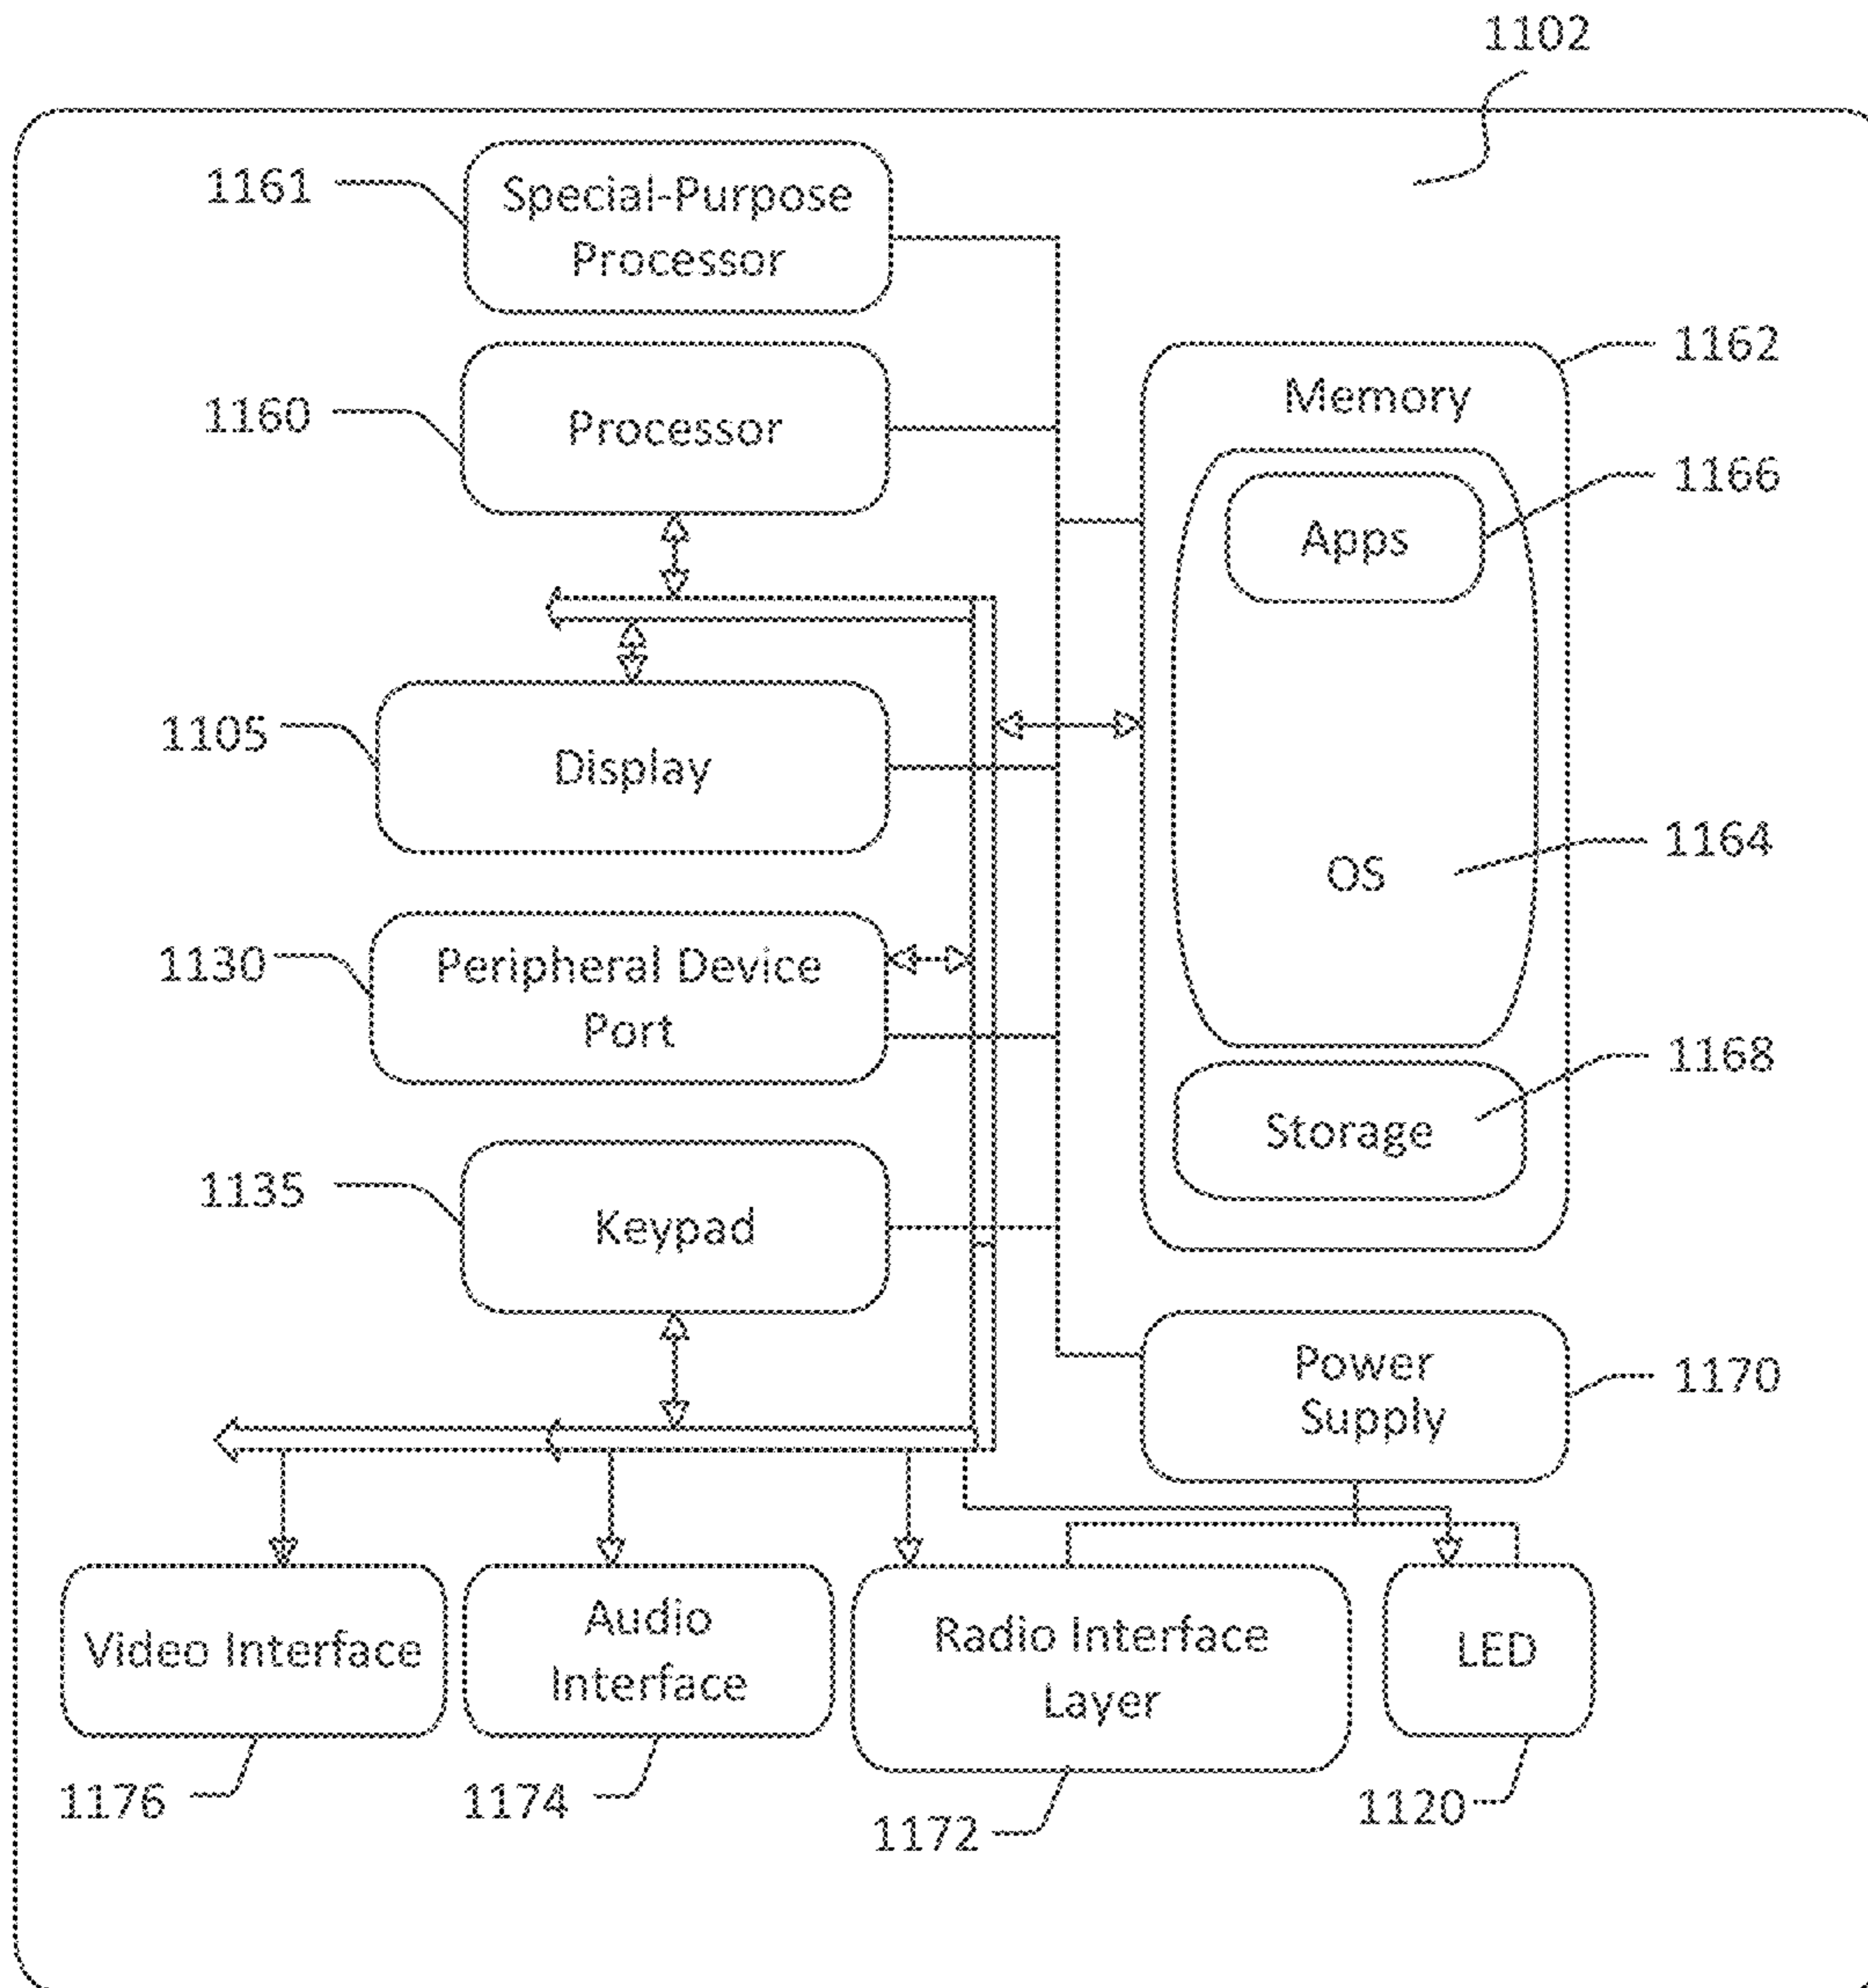 1102
1161
Special-Purpose
Processor
1160
Processor
1162
Memory
1166
Apps
1105
Display
1164
OS
1130
Peripheral Device
Port
1168
Storage
1135
Keypad
1170
Power
Supply
Video Interface
Audio
Interface
Radio Interface
Layer
LED
1176
1174
1172
1120